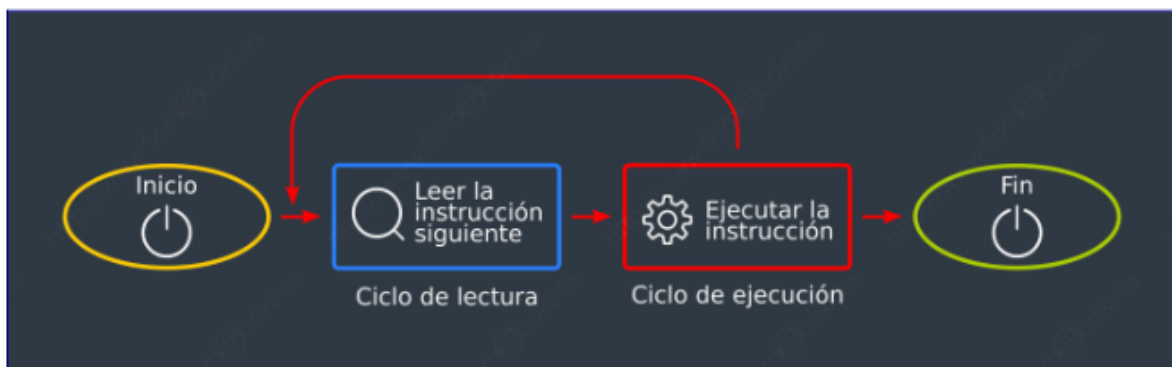 Inicio
Leer la
instrucción
siguiente
Ciclo de lectura
Ejecutar la
instrucción
Ciclo de ejecución
Fin